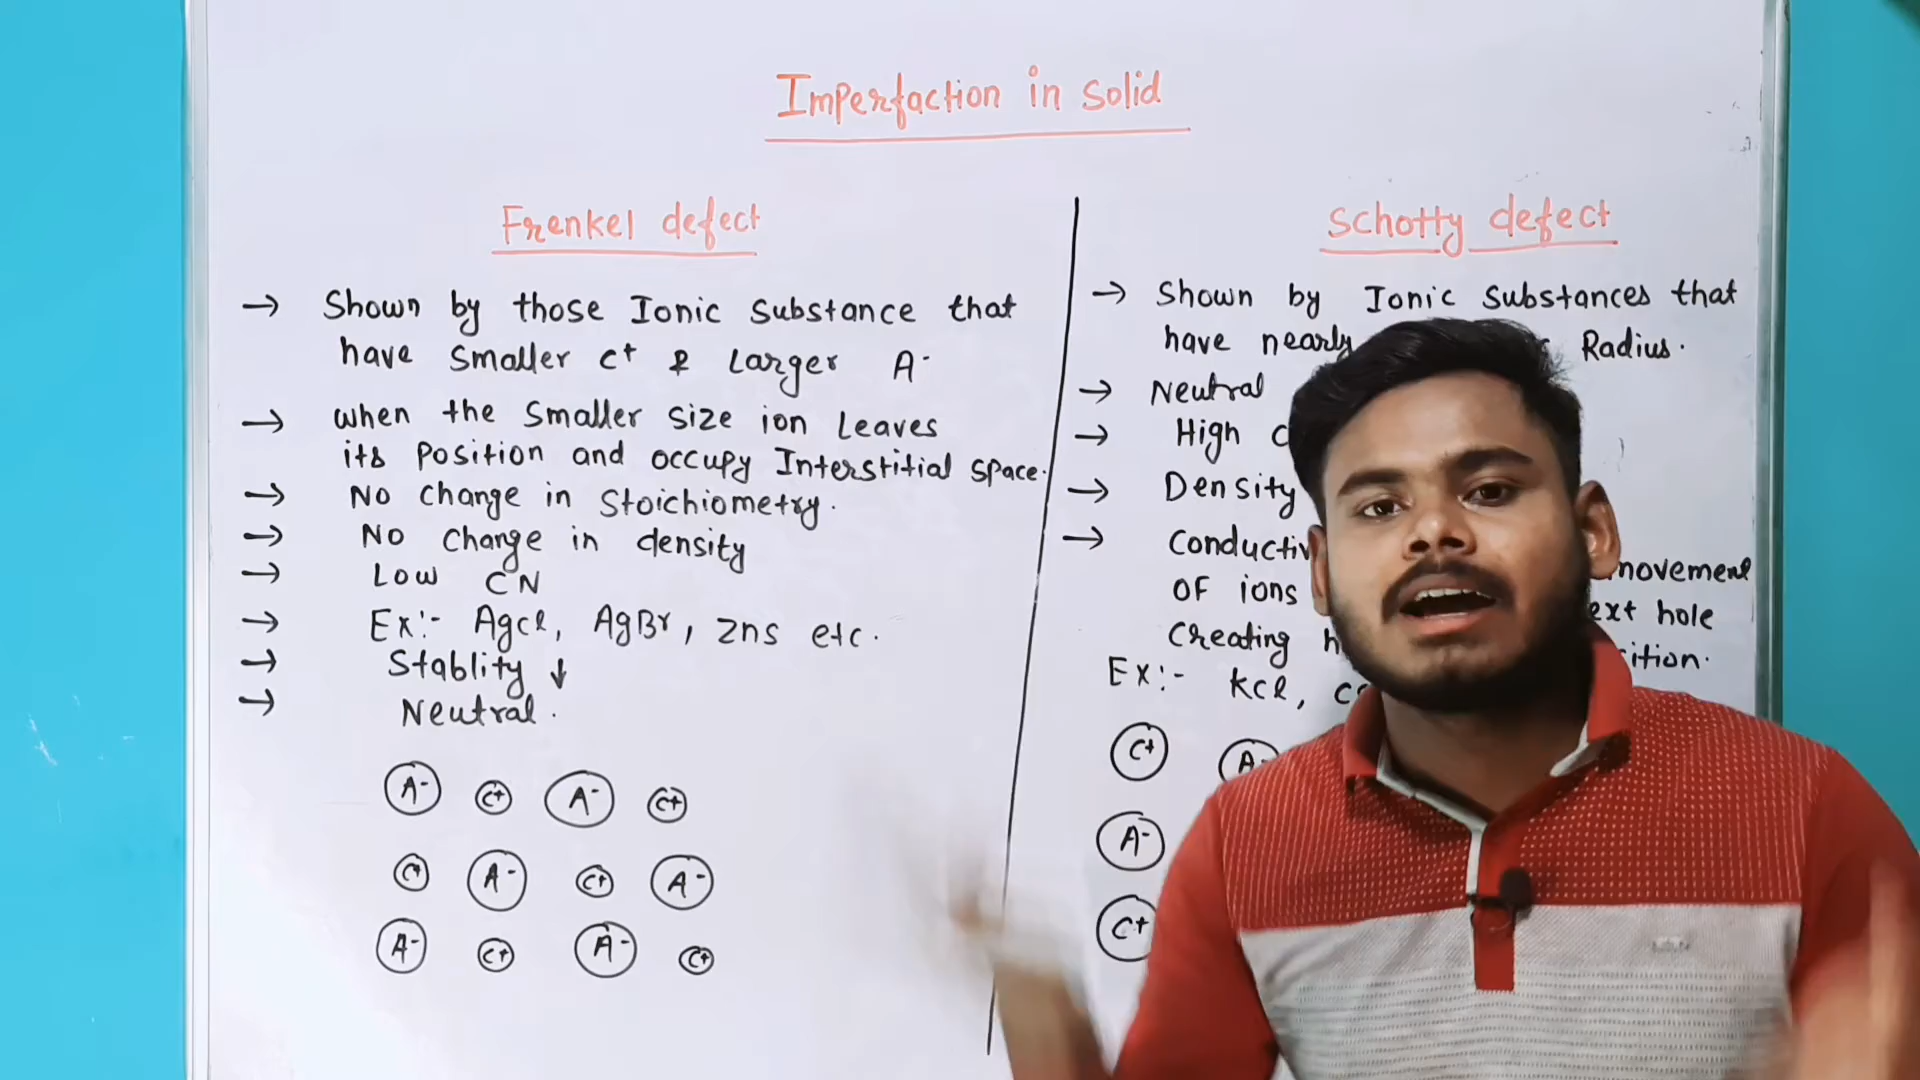 Imperfaction in solid
Frenkel defect
→ Shown by those Ionic Substance that
have smaller C+ & Larger A-
→ when the smaller size ion Leaves
its position and occupy Interstitial space.
→ No change in Stoichiometry.
→ No change in density
→ Low CN
→ Ex:- Agcl, AgBr, zns etc.
→ Stablity ↓
→ Neutral.
A- C+ A- C+
C+ A- C+ A-
A- C+ A- C+
Schotty defect
→ Shown by Ionic Substances that
have nearly Radius.
→ Neutral
→ High
→ Density
→ movement
OF ions ext hole
Creating
Ex:- Kcl,
C+ A-
A-
C+